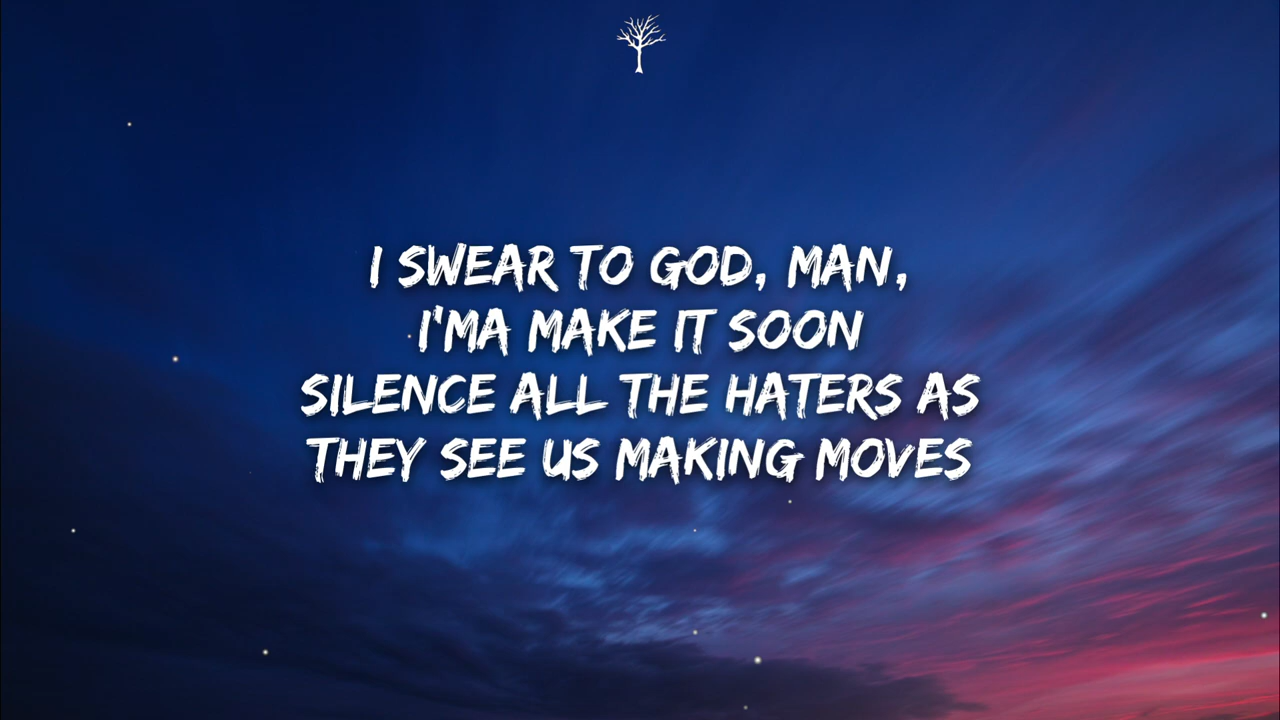 I SWEAR TO GOD, MAN,
I'MA MAKE IT SOON
SILENCE ALL THE HATERS AS
THEY SEE US MAKING MOVES